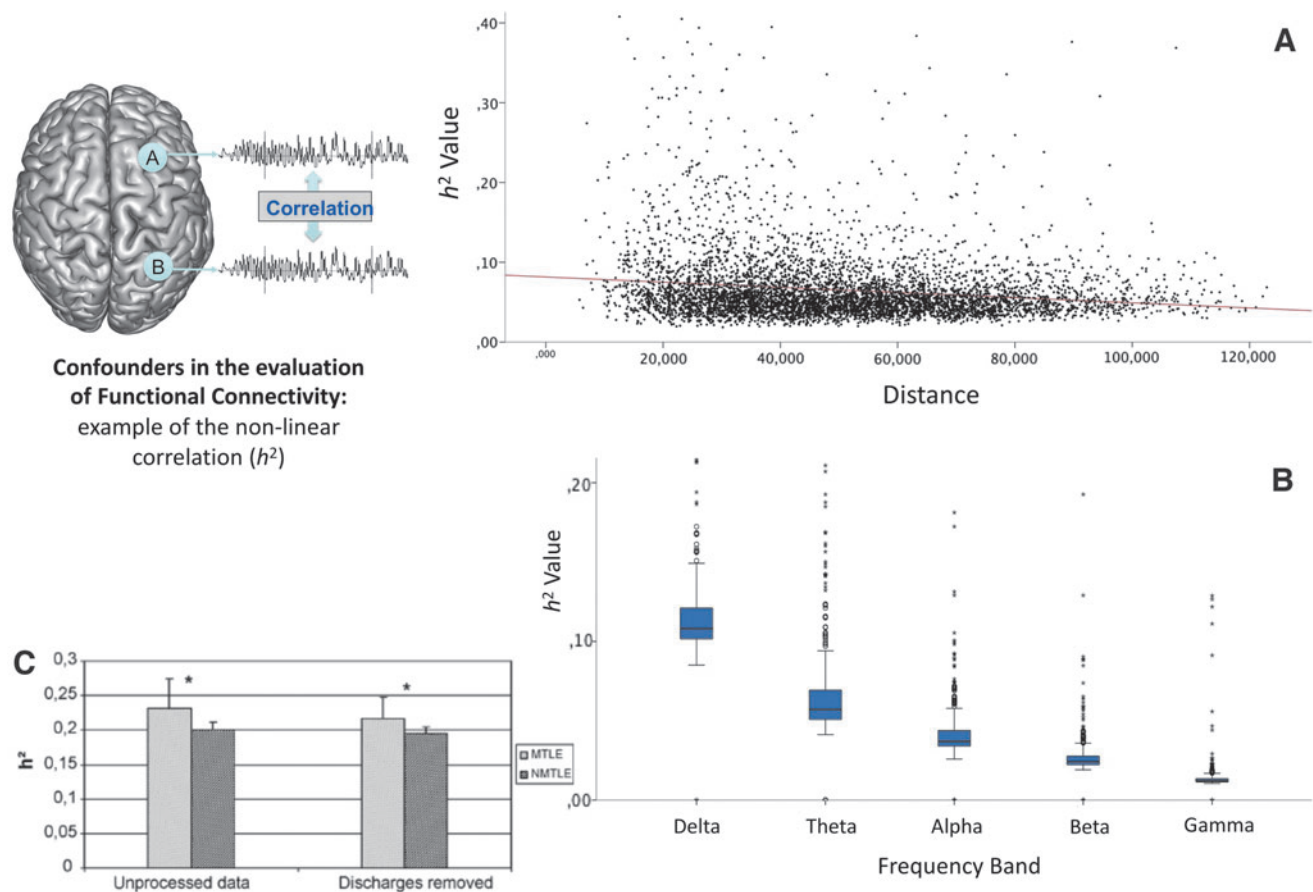 A
B
Correlation
Confounders in the evaluation
of Functional Connectivity:
example of the non-linear
correlation (h²)
A
h² Value
,40
,30
,20
,10
,00
,000
20,000
40,000
60,000
80,000
100,000
120,000
Distance
B
h² Value
,20
,10
,00
Delta
Theta
Alpha
Beta
Gamma
Frequency Band
C
h²
0,3
0,25
0,2
0,15
0,1
0,05
0
*
*
MTLE
NMTLE
Unprocessed data
Discharges removed